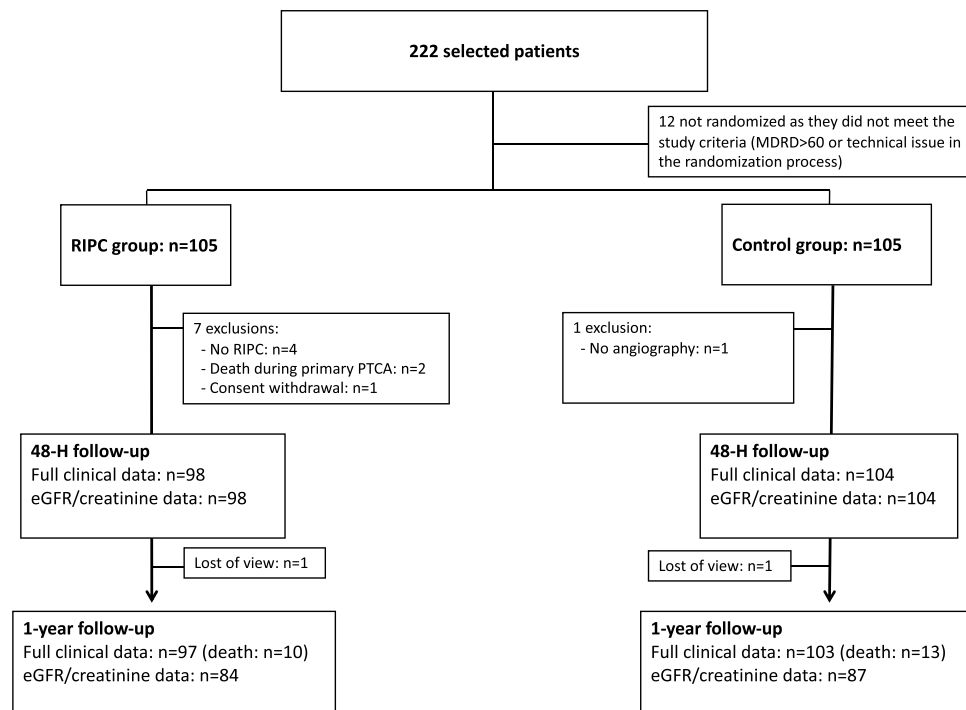 222 selected patients
12 not randomized as they did not meet the
study criteria (MDRD>60 or technical issue in
the randomization process)
RIPC group: n=105
Control group: n=105
7 exclusions:
- No RIPC: n=4
- Death during primary PTCA: n=2
- Consent withdrawal: n=1
1 exclusion:
- No angiography: n=1
48-H follow-up
Full clinical data: n=98
eGFR/creatinine data: n=98
48-H follow-up
Full clinical data: n=104
eGFR/creatinine data: n=104
Lost of view: n=1
Lost of view: n=1
1-year follow-up
Full clinical data: n=97 (death: n=10)
eGFR/creatinine data: n=84
1-year follow-up
Full clinical data: n=103 (death: n=13)
eGFR/creatinine data: n=87